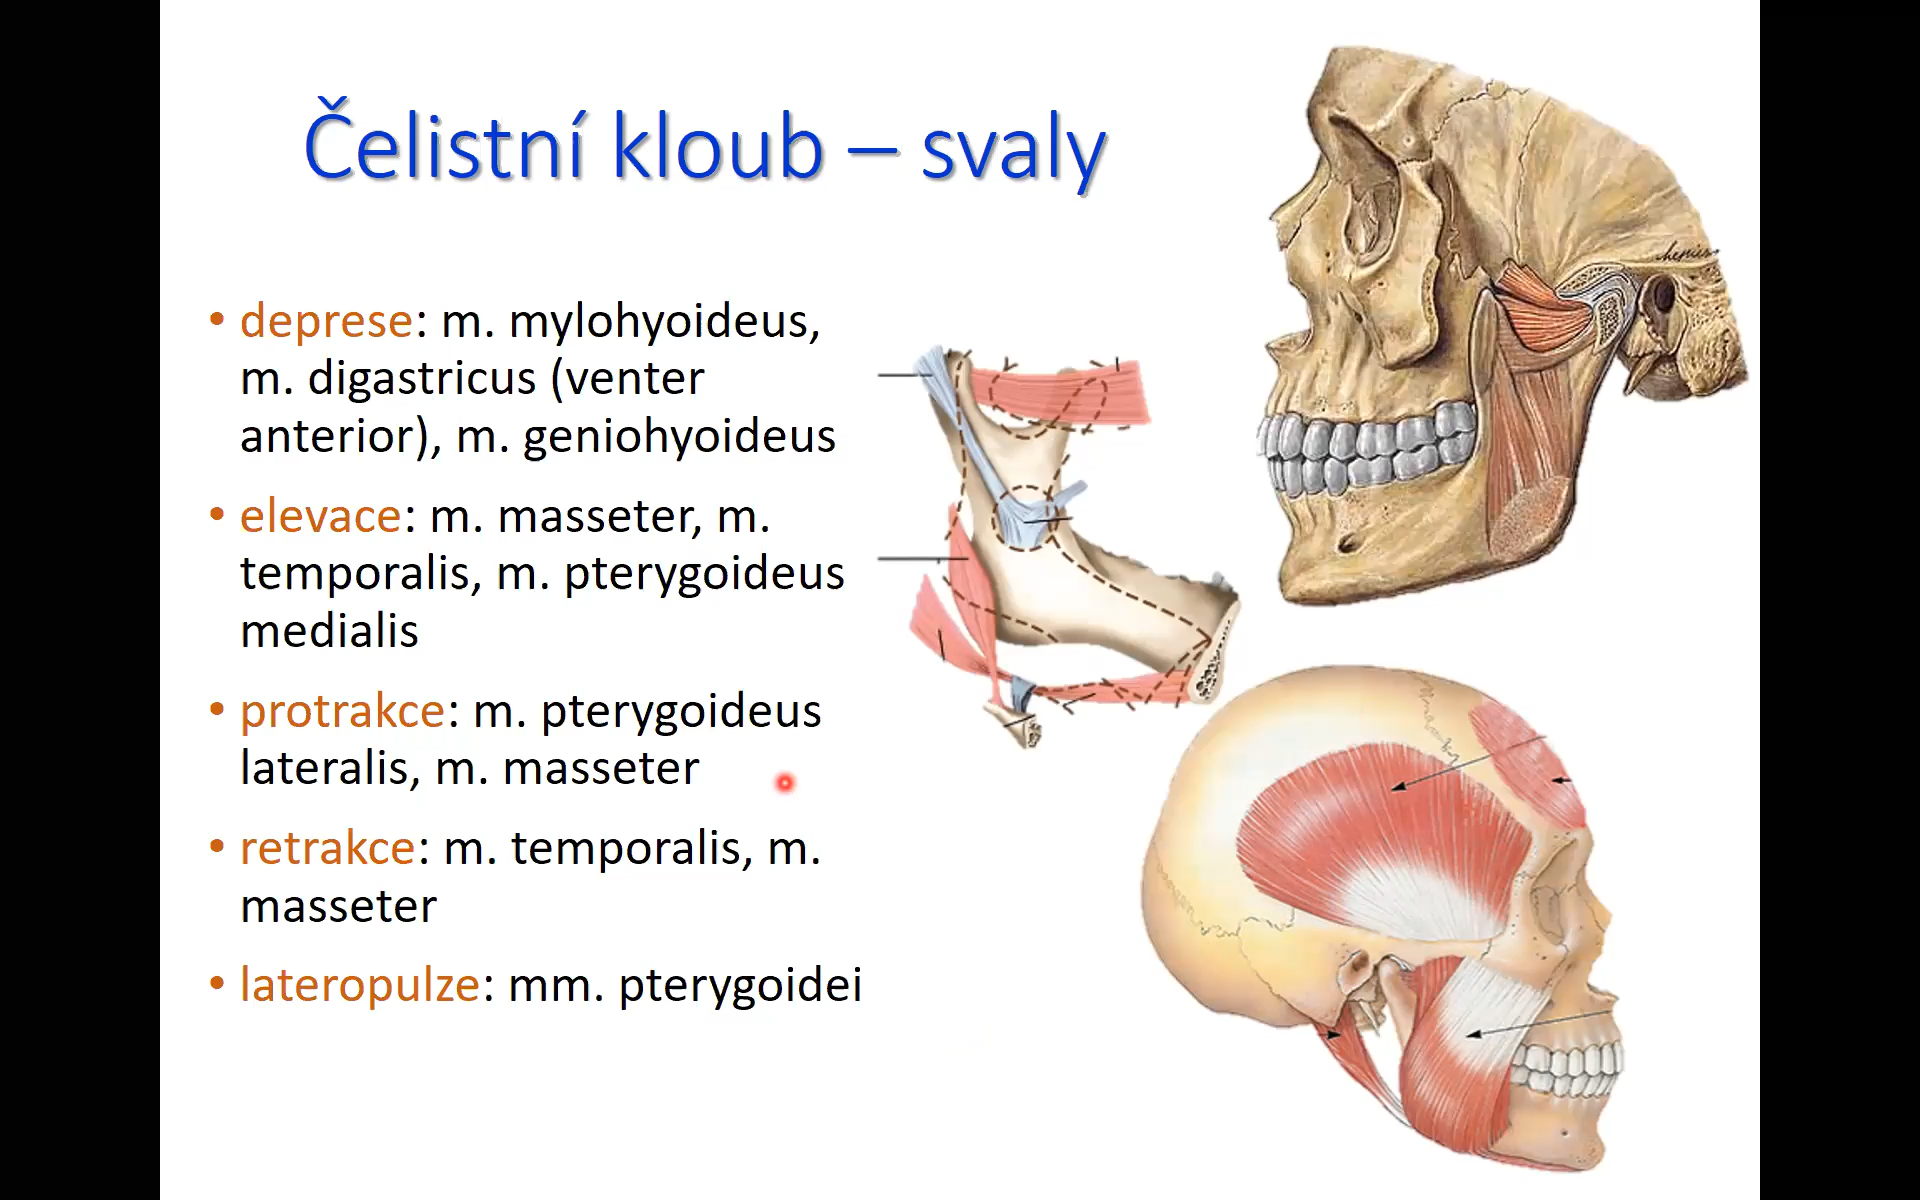 Čelistní kloub – svaly
• deprese: m. mylohyoideus,
m. digastricus (venter
anterior), m. geniohyoideus
• elevace: m. masseter, m.
temporalis, m. pterygoideus
medialis
• protrakce: m. pterygoideus
lateralis, m. masseter
• retrakce: m. temporalis, m.
masseter
• lateropulze: mm. pterygoidei